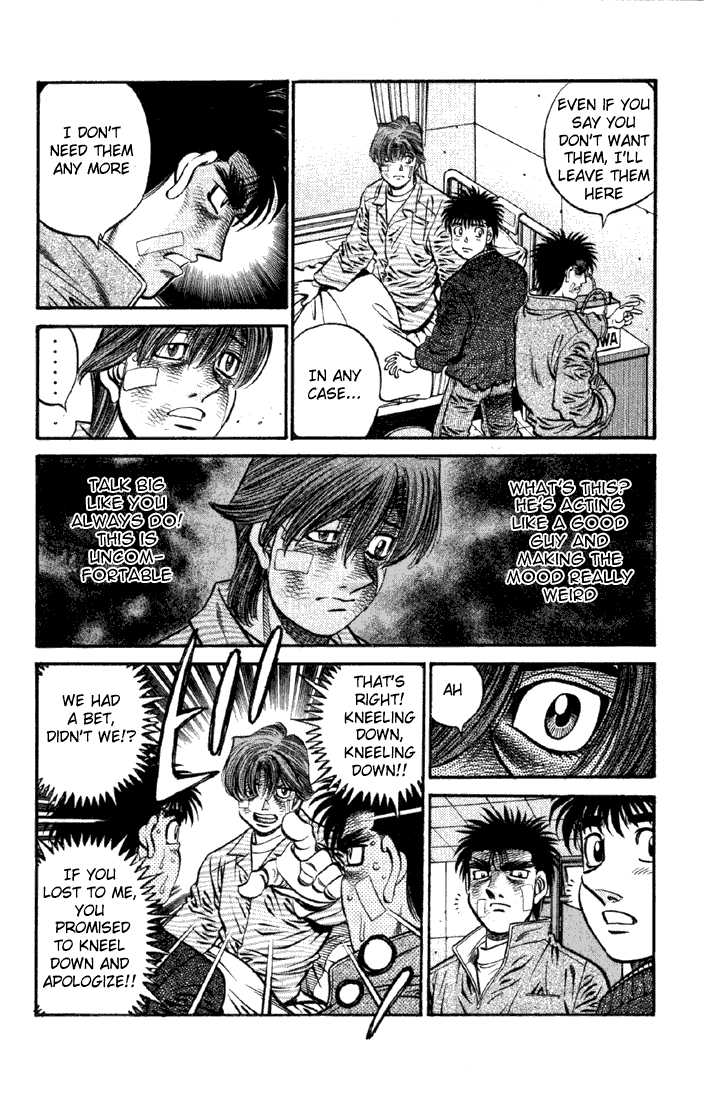 EVEN IF YOU
SAY YOU
DON'T WANT
THEM, I'LL
LEAVE THEM
HERE
WA
IN ANY
CASE...
I DON'T
NEED THEM
ANY MORE
......
WHAT'S THIS?
HE'S ACTING
LIKE A GOOD
GUY AND
MAKING THE
MOOD REALLY
WEIRD
TALK BIG
LIKE YOU
ALWAYS DO!
THIS IS
UNCOM-
FORTABLE
AH
THAT'S
RIGHT!
KNEELING
DOWN,
KNEELING
DOWN!!
WE HAD
A BET,
DIDN'T WE!?
IF YOU
LOST TO ME,
YOU
PROMISED
TO KNEEL
DOWN AND
APOLOGIZE!!